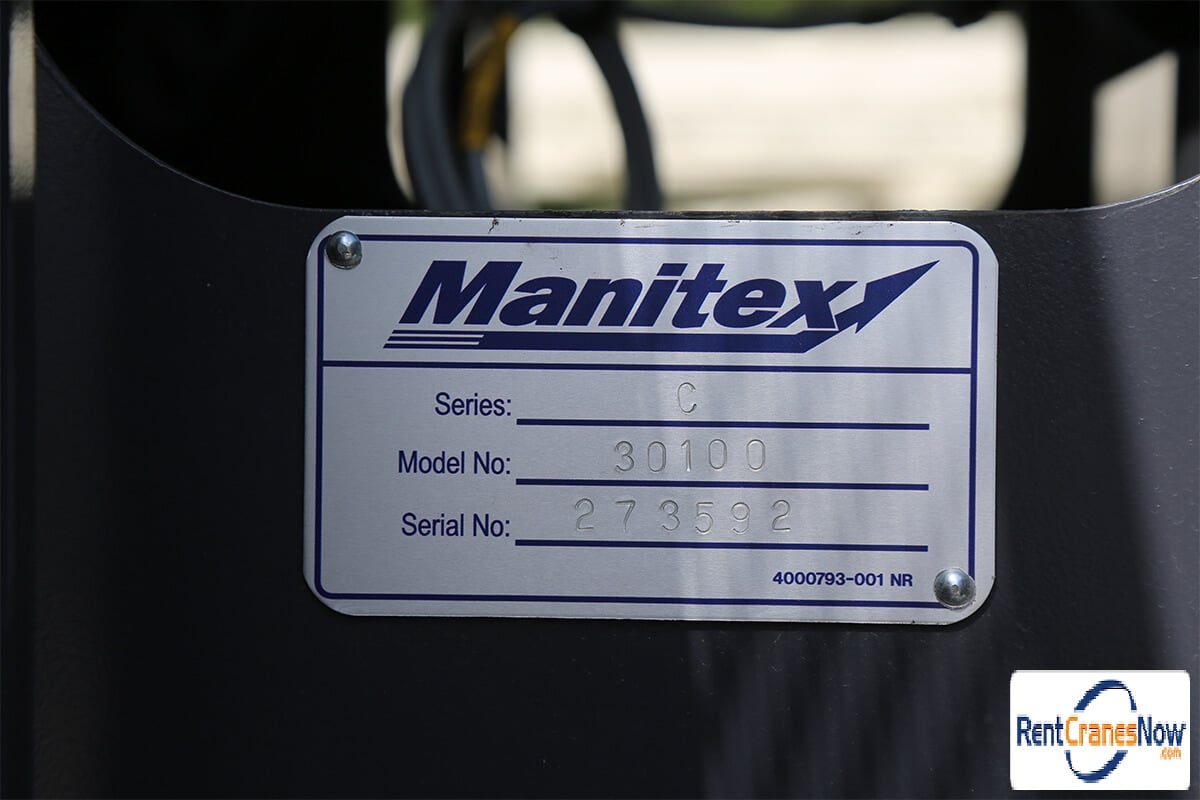 Manitex
Series: C
Model No: 30100
Serial No: 273592
4000793-001 NR
RentCranesNow
.com